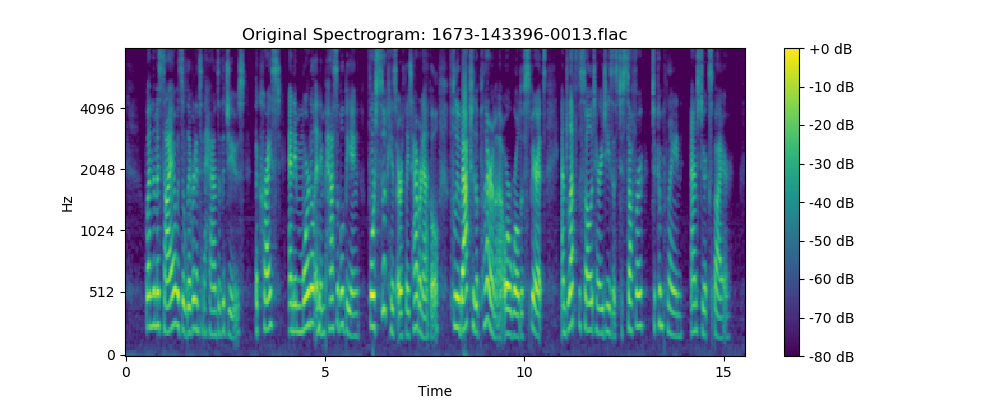 Original Spectrogram: 1673-143396-0013.flac
Hz
4096
2048
1024
512
0
0 5 10 15
Time
+0 dB
-10 dB
-20 dB
-30 dB
-40 dB
-50 dB
-60 dB
-70 dB
-80 dB